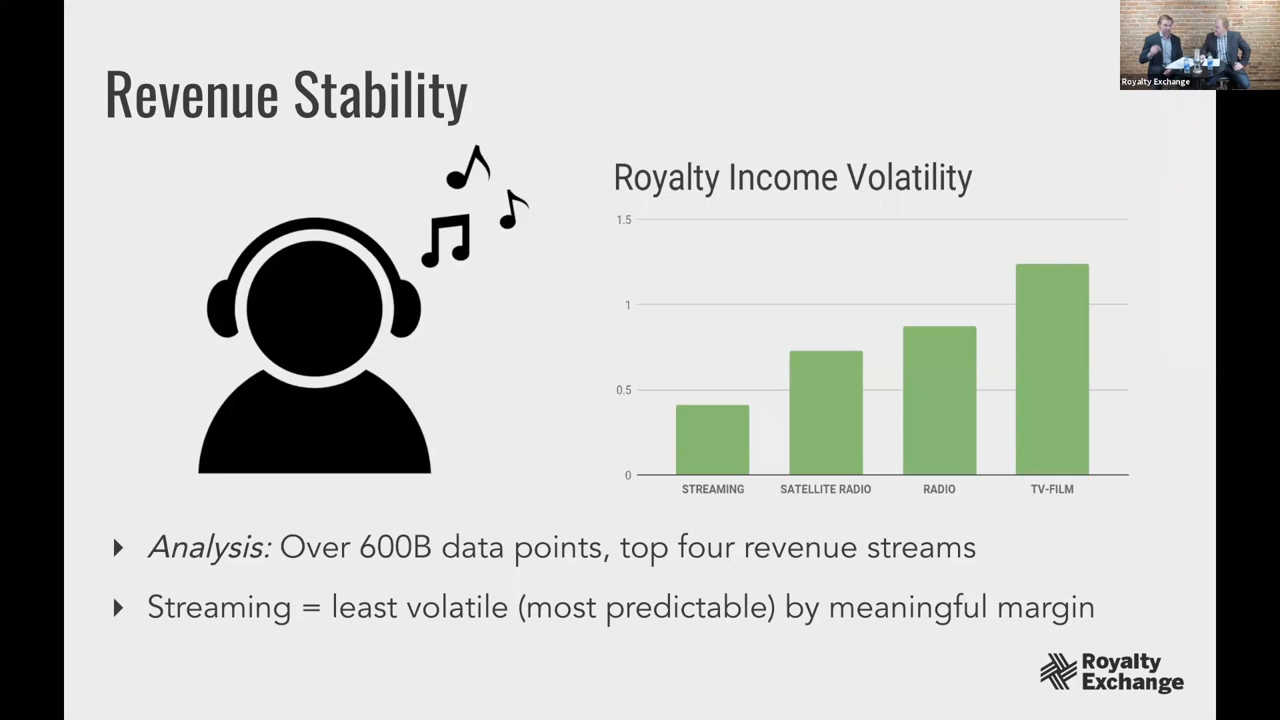 Royalty Exchange
Revenue Stability
Royalty Income Volatility
1.5
1
0.5
0
STREAMING
SATELLITE RADIO
RADIO
TV-FILM
Analysis: Over 600B data points, top four revenue streams
Streaming = least volatile (most predictable) by meaningful margin
Royalty
Exchange